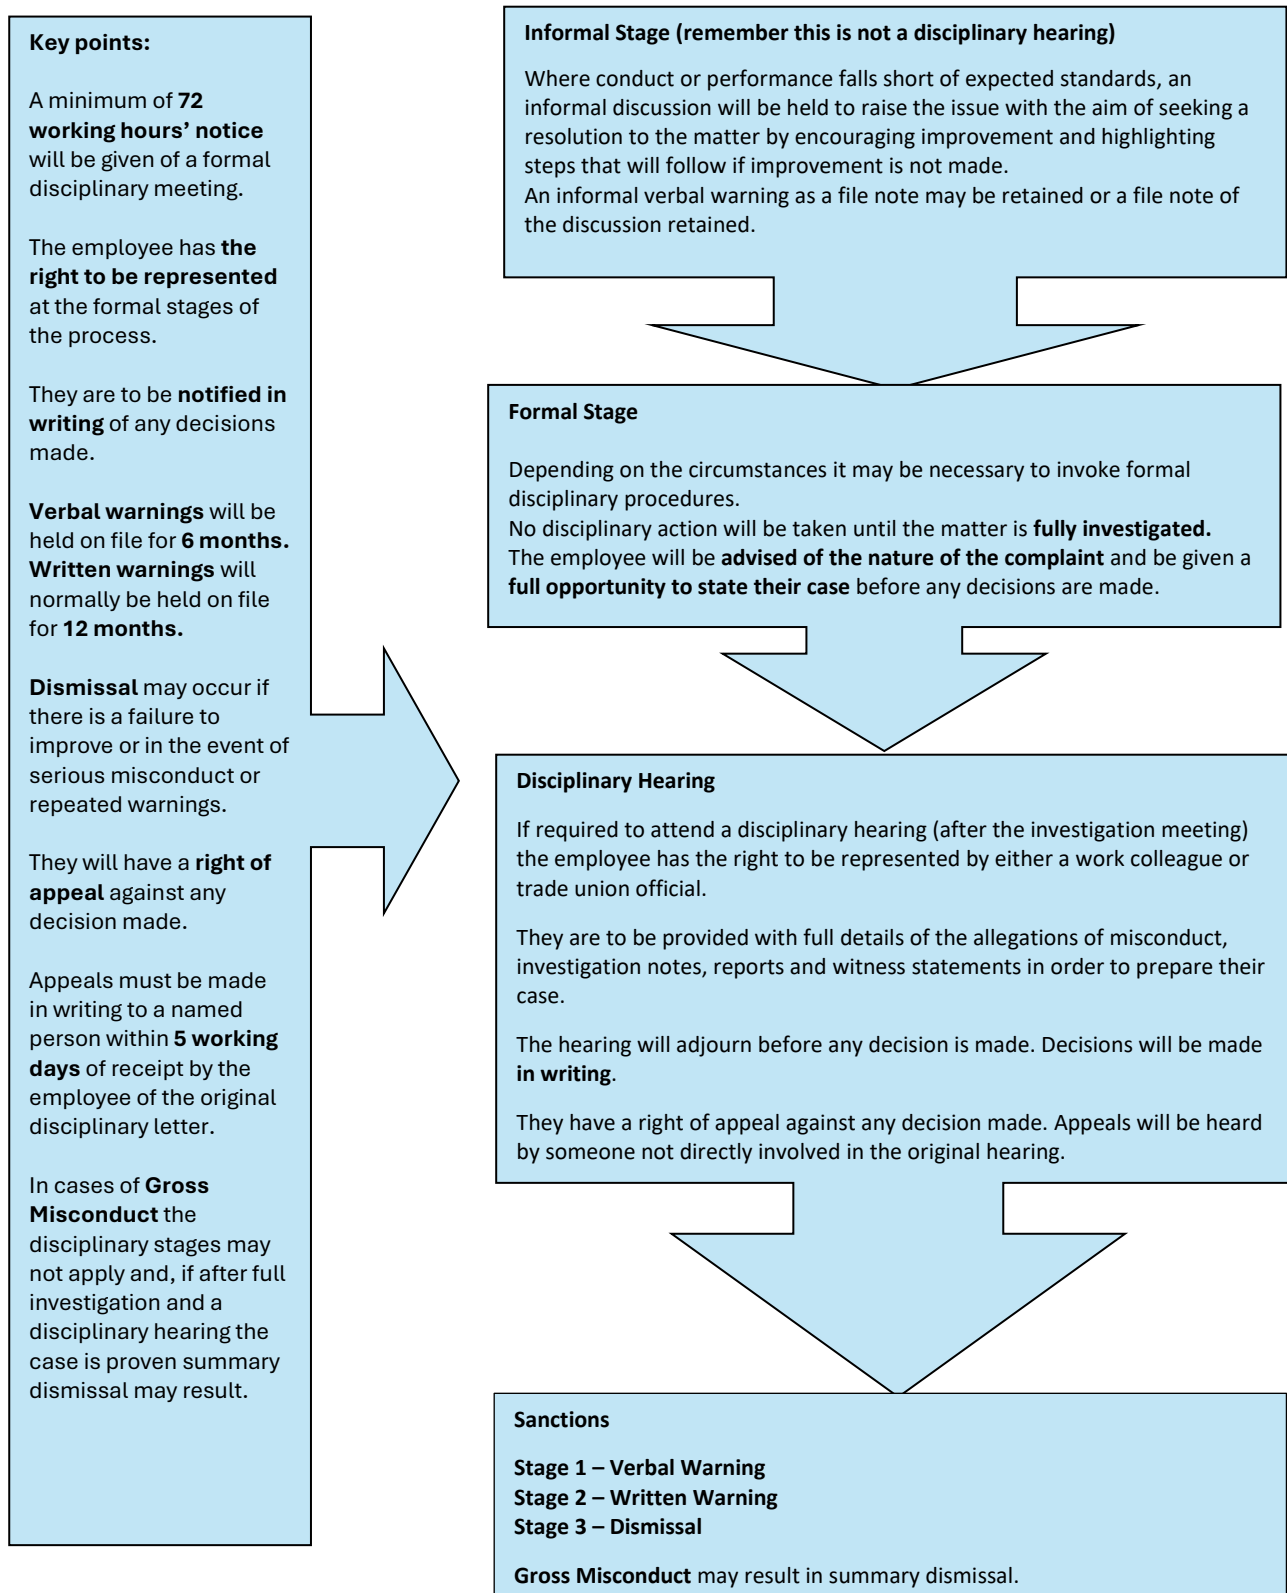 Key points:
A minimum of 72
working hours’ notice
will be given of a formal
disciplinary meeting.
The employee has the
right to be represented
at the formal stages of
the process.
They are to be notified in
writing of any decisions
made.
Verbal warnings will be
held on file for 6 months.
Written warnings will
normally be held on file
for 12 months.
Dismissal may occur if
there is a failure to
improve or in the event of
serious misconduct or
repeated warnings.
They will have a right of
appeal against any
decision made.
Appeals must be made
in writing to a named
person within 5 working
days of receipt by the
employee of the original
disciplinary letter.
In cases of Gross
Misconduct the
disciplinary stages may
not apply and, if after full
investigation and a
disciplinary hearing the
case is proven summary
dismissal may result.
Informal Stage (remember this is not a disciplinary hearing)
Where conduct or performance falls short of expected standards, an
informal discussion will be held to raise the issue with the aim of seeking a
resolution to the matter by encouraging improvement and highlighting
steps that will follow if improvement is not made.
An informal verbal warning as a file note may be retained or a file note of
the discussion retained.
Formal Stage
Depending on the circumstances it may be necessary to invoke formal
disciplinary procedures.
No disciplinary action will be taken until the matter is fully investigated.
The employee will be advised of the nature of the complaint and be given a
full opportunity to state their case before any decisions are made.
Disciplinary Hearing
If required to attend a disciplinary hearing (after the investigation meeting)
the employee has the right to be represented by either a work colleague or
trade union official.
They are to be provided with full details of the allegations of misconduct,
investigation notes, reports and witness statements in order to prepare their
case.
The hearing will adjourn before any decision is made. Decisions will be made
in writing.
They have a right of appeal against any decision made. Appeals will be heard
by someone not directly involved in the original hearing.
Sanctions
Stage 1 – Verbal Warning
Stage 2 – Written Warning
Stage 3 – Dismissal
Gross Misconduct may result in summary dismissal.